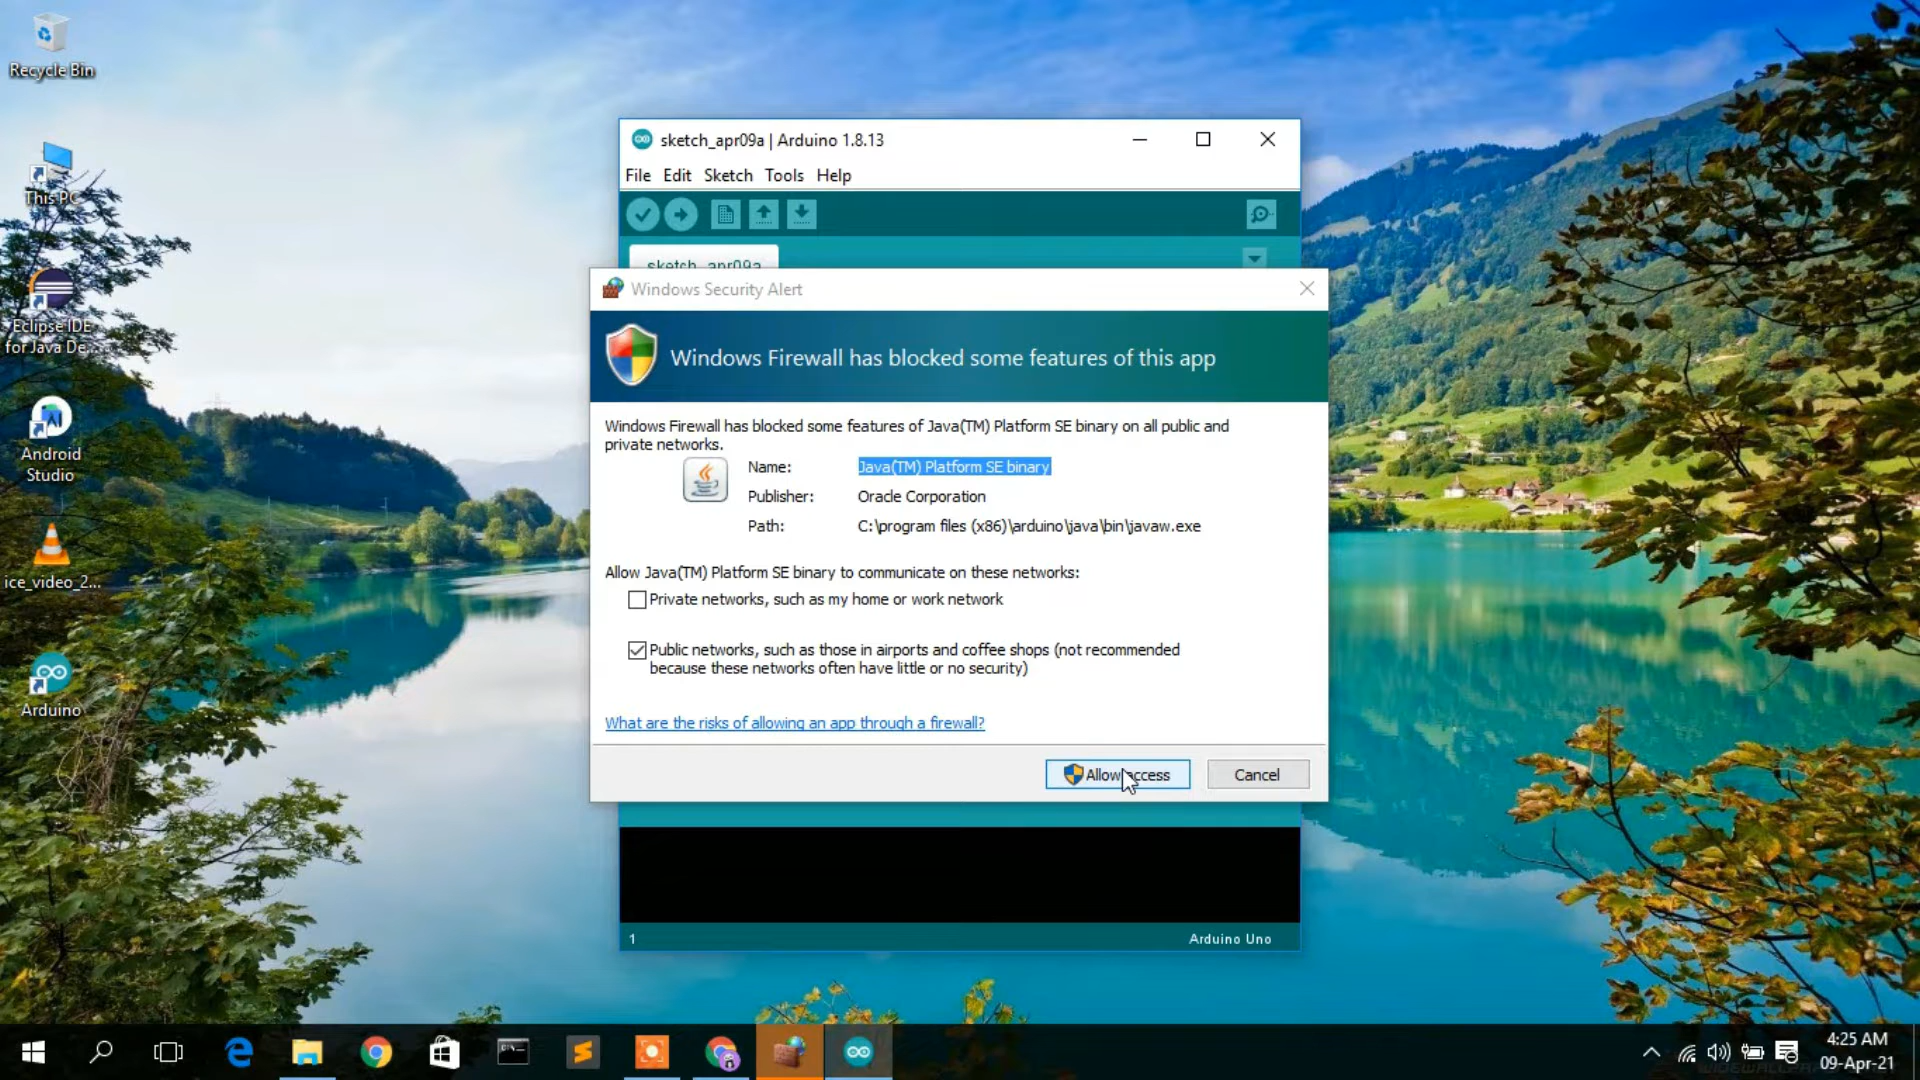 Recycle Bin
This PC
Eclipse IDE
for Java De...
Android
Studio
ice_video_2...
Arduino
sketch_apr09a | Arduino 1.8.13
File Edit Sketch Tools Help
sketch_apr09a
Windows Security Alert
Windows Firewall has blocked some features of this app
Windows Firewall has blocked some features of Java(TM) Platform SE binary on all public and
private networks.
Name: Java(TM) Platform SE binary
Publisher: Oracle Corporation
Path: C:\program files (x86)\arduino\java\bin\javaw.exe
Allow Java(TM) Platform SE binary to communicate on these networks:
Private networks, such as my home or work network
Public networks, such as those in airports and coffee shops (not recommended
because these networks often have little or no security)
What are the risks of allowing an app through a firewall?
Allow access
Cancel
1
Arduino Uno
4:25 AM
09-Apr-21